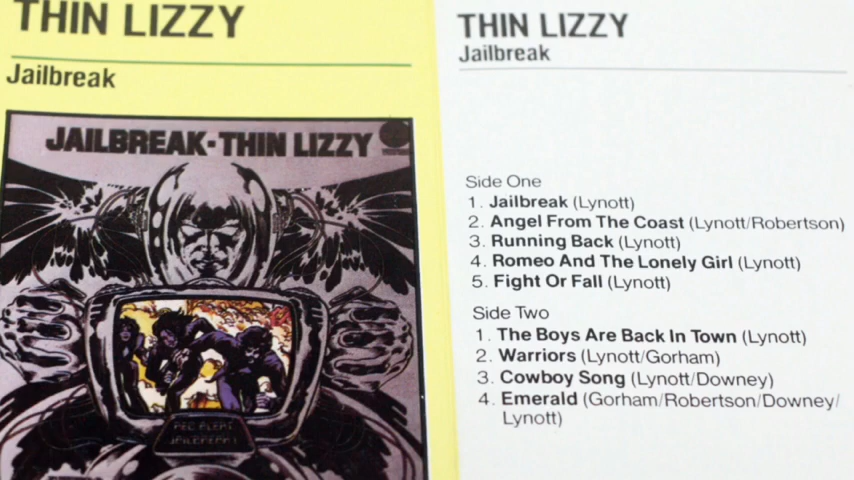 THIN LIZZY
Jailbreak
JAILBREAK·THIN LIZZY
RED ALERT
JAILBREAK!
THIN LIZZY
Jailbreak
Side One
1. Jailbreak (Lynott)
2. Angel From The Coast (Lynott/Robertson)
3. Running Back (Lynott)
4. Romeo And The Lonely Girl (Lynott)
5. Fight Or Fall (Lynott)
Side Two
1. The Boys Are Back In Town (Lynott)
2. Warriors (Lynott/Gorham)
3. Cowboy Song (Lynott/Downey)
4. Emerald (Gorham/Robertson/Downey/
Lynott)